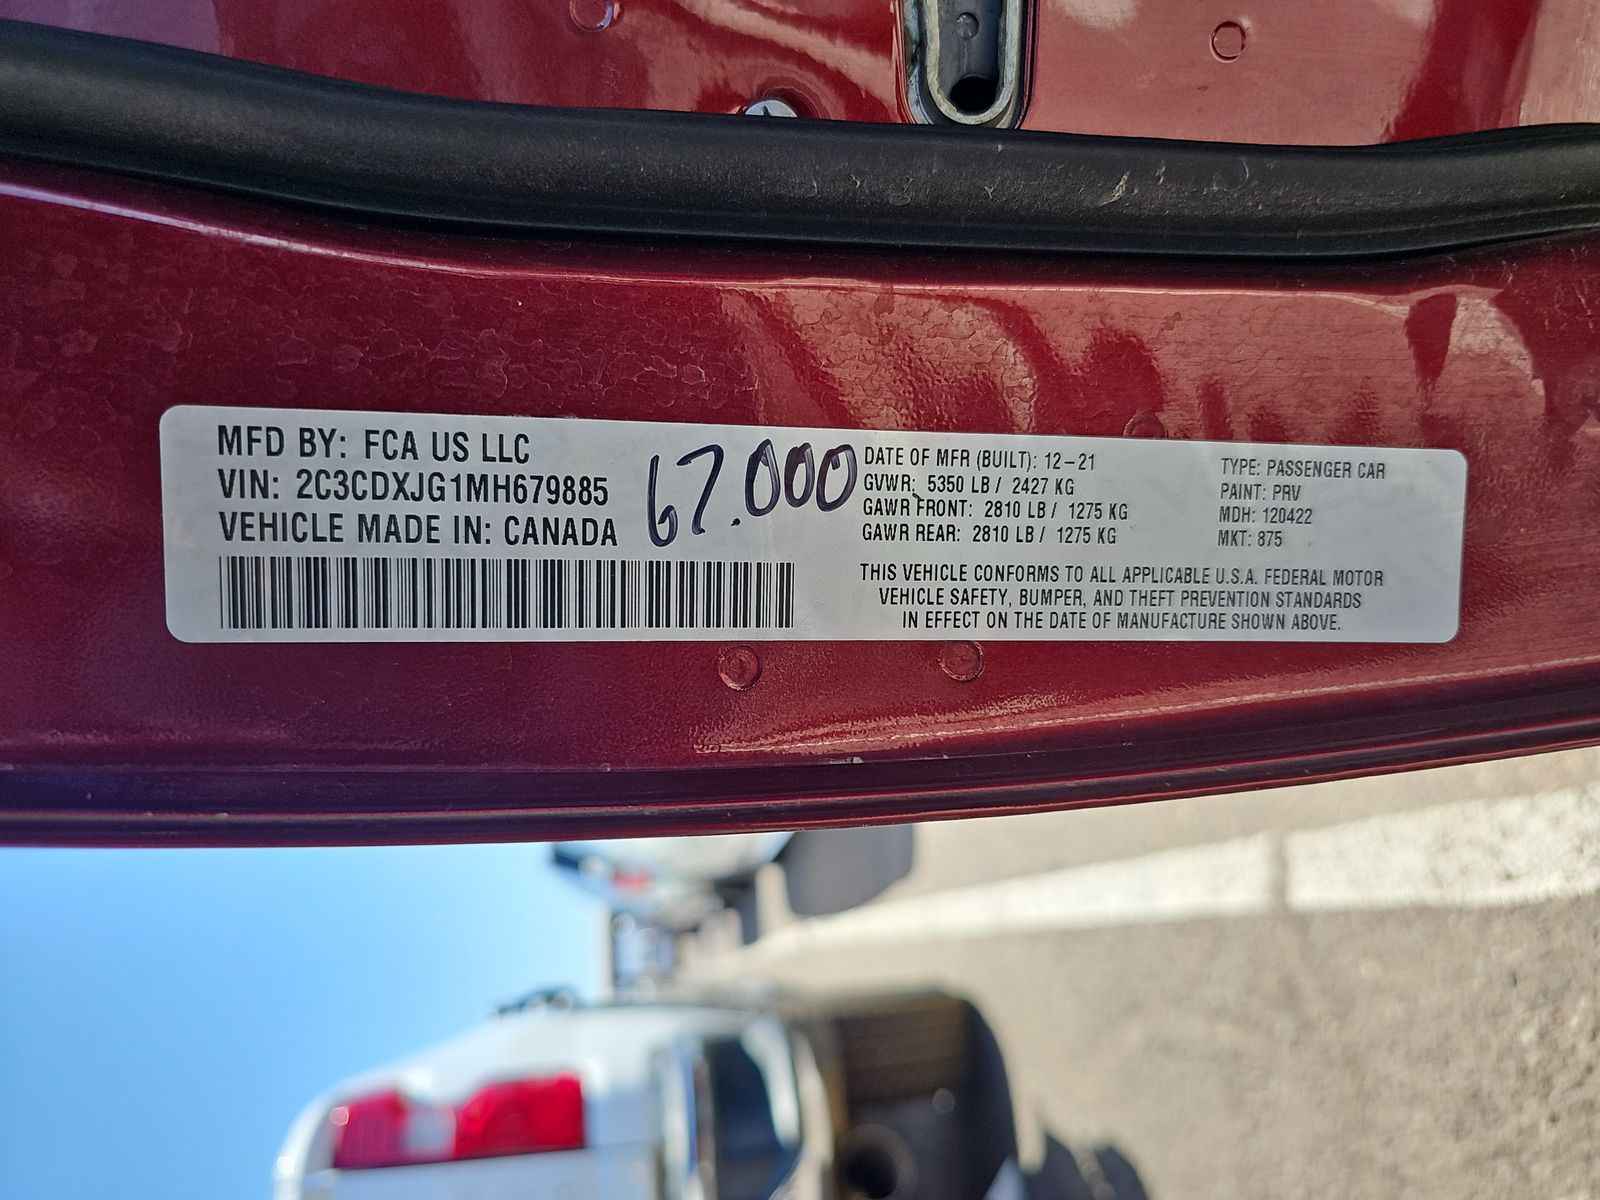 MFD BY: FCA US LLC
VIN: 2C3CDXJG1MH679885
VEHICLE MADE IN: CANADA
67.000
DATE OF MFR (BUILT): 12-21
GVWR: 5350 LB / 2427 KG
GAWR FRONT: 2810 LB / 1275 KG
GAWR REAR: 2810 LB / 1275 KG
TYPE: PASSENGER CAR
PAINT: PRV
MDH: 120422
MKT: 875
THIS VEHICLE CONFORMS TO ALL APPLICABLE U.S.A. FEDERAL MOTOR
VEHICLE SAFETY, BUMPER, AND THEFT PREVENTION STANDARDS
IN EFFECT ON THE DATE OF MANUFACTURE SHOWN ABOVE.